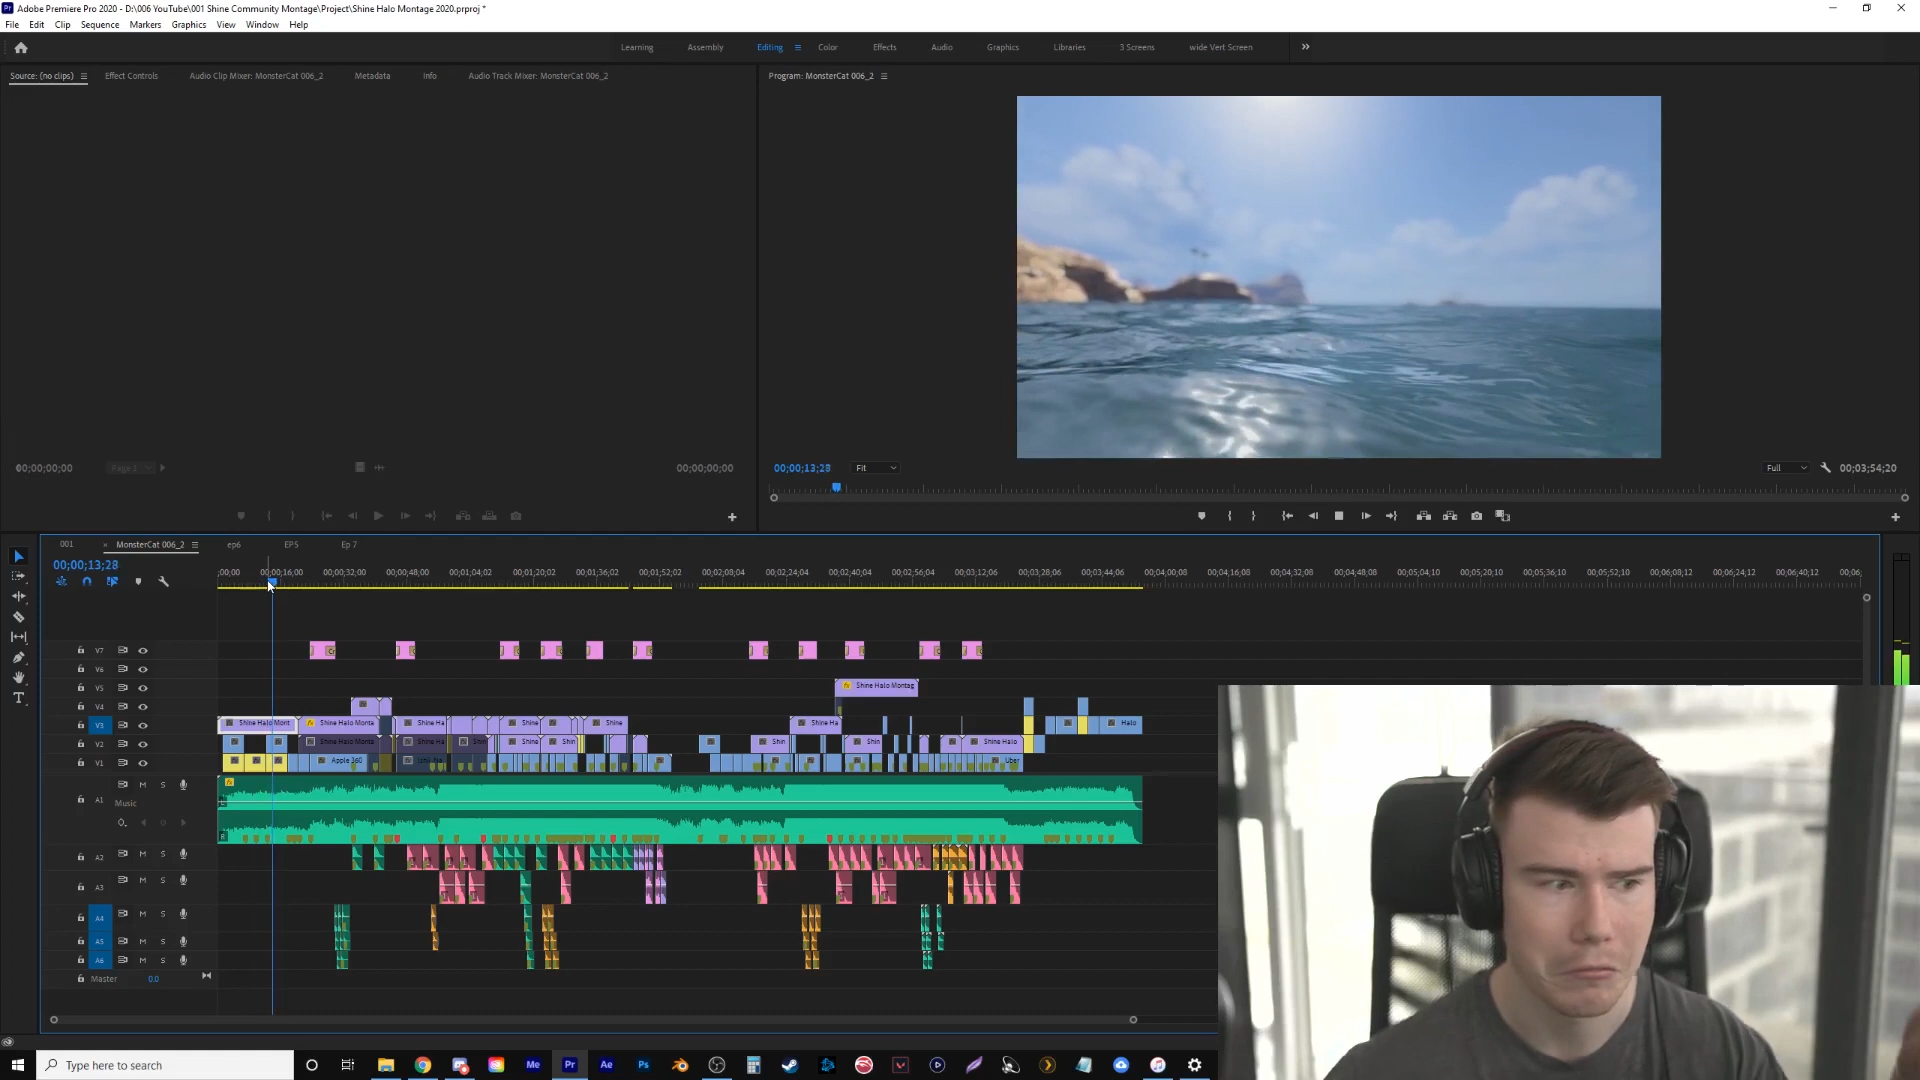 Adobe Premiere Pro 2020 - D:\006 YouTube\001 Shine Community Montage\Project\Shine Halo Montage 2020.prproj *
File Edit Clip Sequence Markers Graphics View Window Help
Learning Assembly Editing Color Effects Audio Graphics Libraries 3 Screens wide Vert Screen
Source: (no clips) Effect Controls Audio Clip Mixer: MonsterCat 006_2 Metadata Info Audio Track Mixer: MonsterCat 006_2
Program: MonsterCat 006_2
00;00;00;00 Page 1 00;00;00;00
00;00;13;28 Fit Full 00;03;54;20
001 MonsterCat 006_2 ep6 EP5 Ep 7
00;00;13;28
;00;00 00;00;16;00 00;00;32;00 00;00;48;00 00;01;04;02 00;01;20;02 00;01;36;02 00;01;52;02 00;02;08;04 00;02;24;04 00;02;40;04 00;02;56;04 00;03;12;06 00;03;28;06 00;03;44;06 00;04;00;08 00;04;16;08 00;04;32;08 00;04;48;08 00;05;04;10 00;05;20;10 00;05;36;10 00;05;52;10 00;06;08;12 00;06;24;12 00;06;40;12 00;06;
V7
V6
V5 Shine Halo Montag
V4
V3 Shine Halo Mont Shine Halo Monta Shine Ha Shine Shine Shine Ha Halo
V2 Shine Halo Monta Shine Ha Shin Shine Shin Shin Shin Shine Halo
V1 Apple 360 Uber
M S
A1 Music
A2 M S
A3 M S
A4 M S
A5 M S
A6 M S
Master 0.0
Type here to search
Me Pr Ae Ps